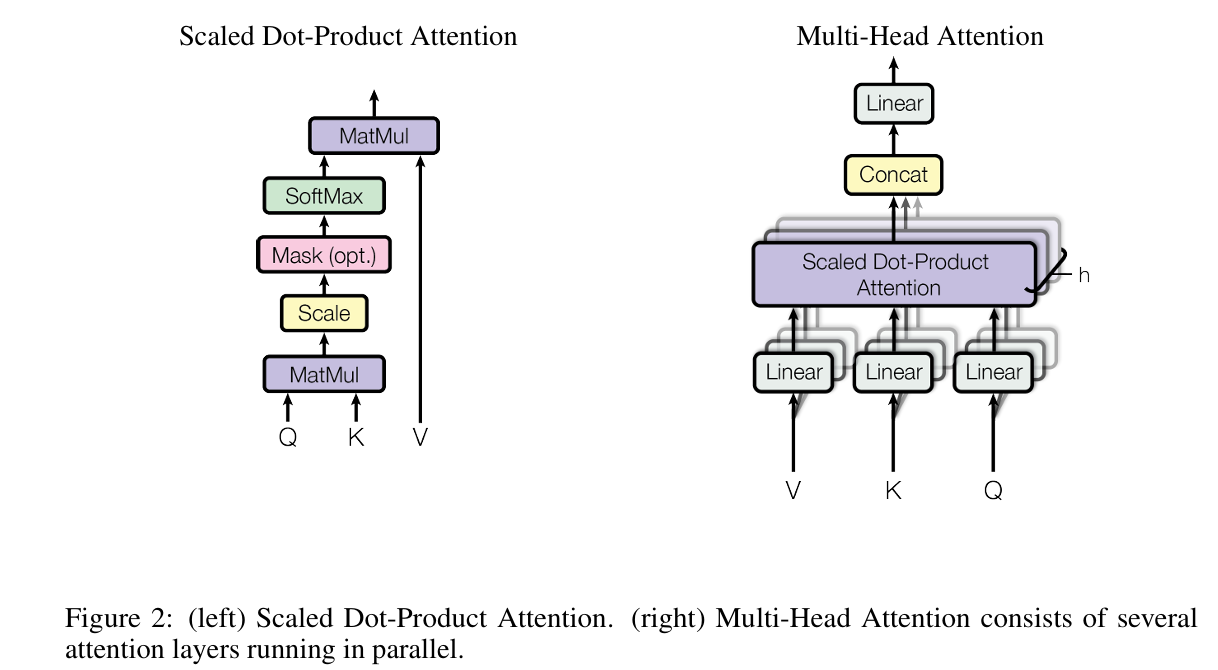 Scaled Dot-Product Attention
MatMul
SoftMax
Mask (opt.)
Scale
MatMul
Q K V
Multi-Head Attention
Linear
Concat
Scaled Dot-Product
Attention
h
Linear Linear Linear
V K Q
Figure 2: (left) Scaled Dot-Product Attention. (right) Multi-Head Attention consists of several
attention layers running in parallel.